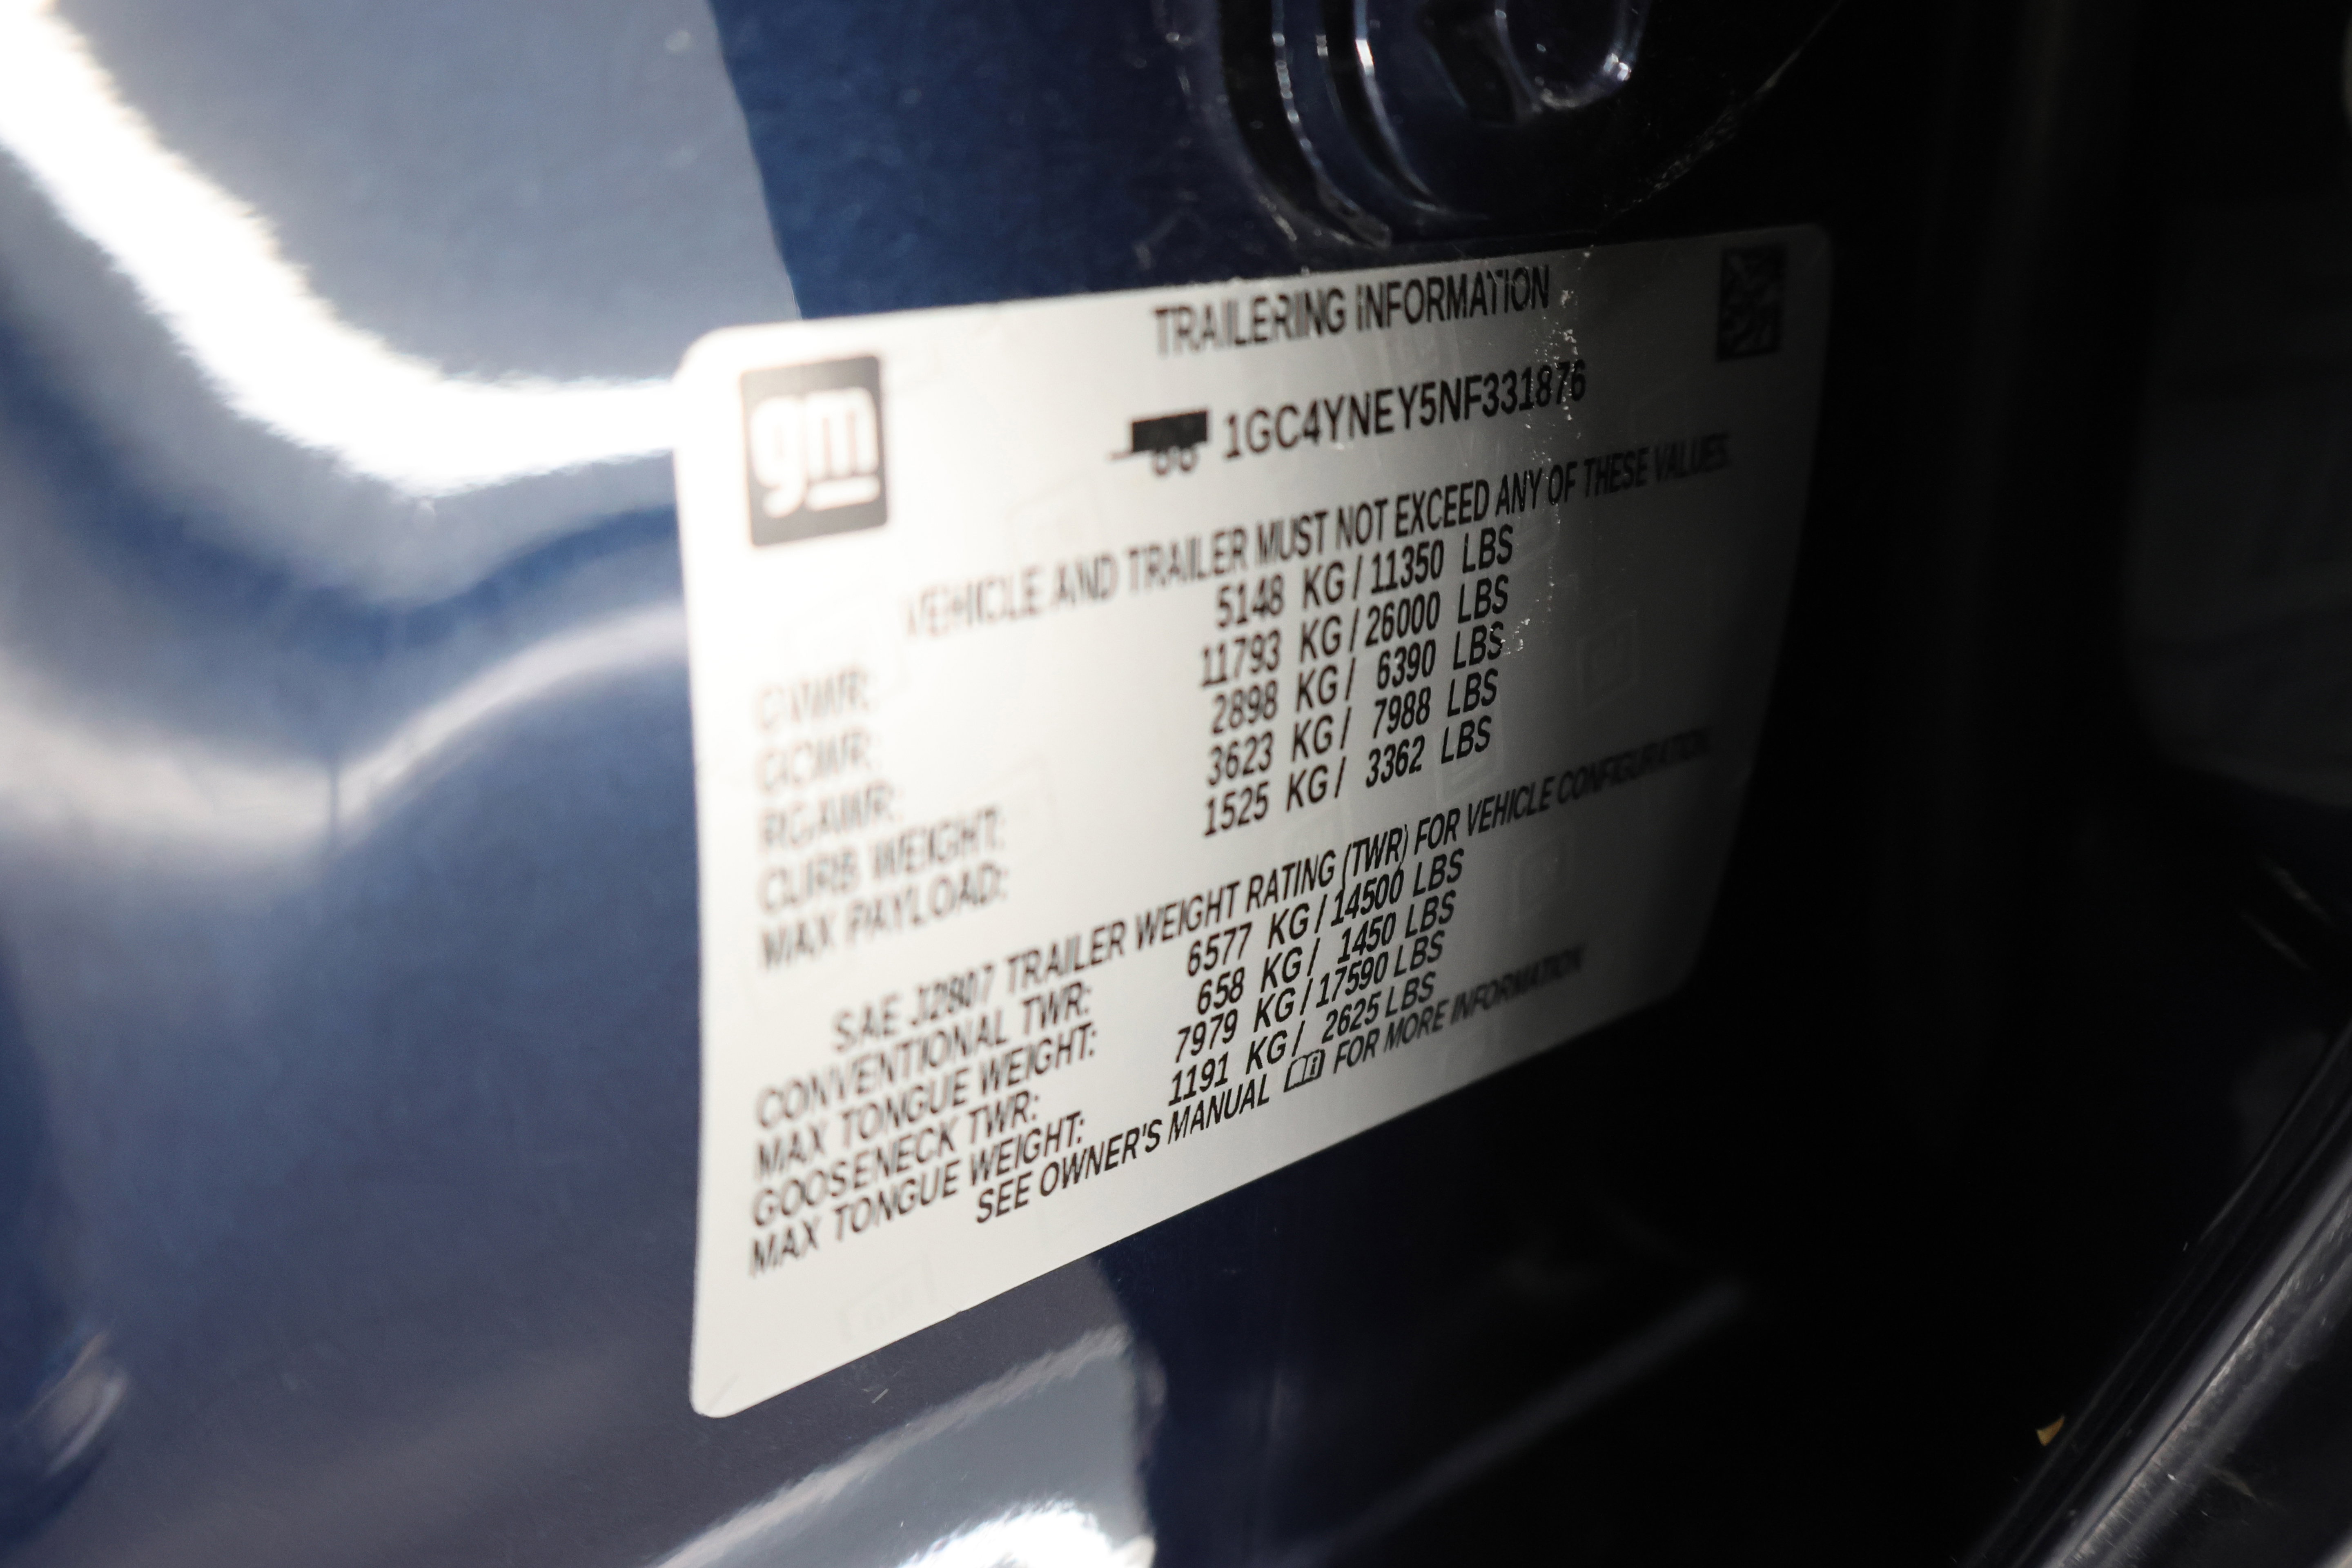 TRAILERING INFORMATION
gm
1GC4YNEY5NF331876
VEHICLE AND TRAILER MUST NOT EXCEED ANY OF THESE VALUES.
GVWR: 5148 KG / 11350 LBS
GCWR: 11793 KG / 26000 LBS
RGAWR: 2898 KG / 6390 LBS
CURB WEIGHT: 3623 KG / 7988 LBS
MAX PAYLOAD: 1525 KG / 3362 LBS
SAE J2807 TRAILER WEIGHT RATING (TWR) FOR VEHICLE CONFIGURATION
CONVENTIONAL TWR: 6577 KG / 14500 LBS
MAX TONGUE WEIGHT: 658 KG / 1450 LBS
GOOSENECK TWR: 7979 KG / 17590 LBS
MAX TONGUE WEIGHT: 1191 KG / 2625 LBS
SEE OWNER'S MANUAL FOR MORE INFORMATION